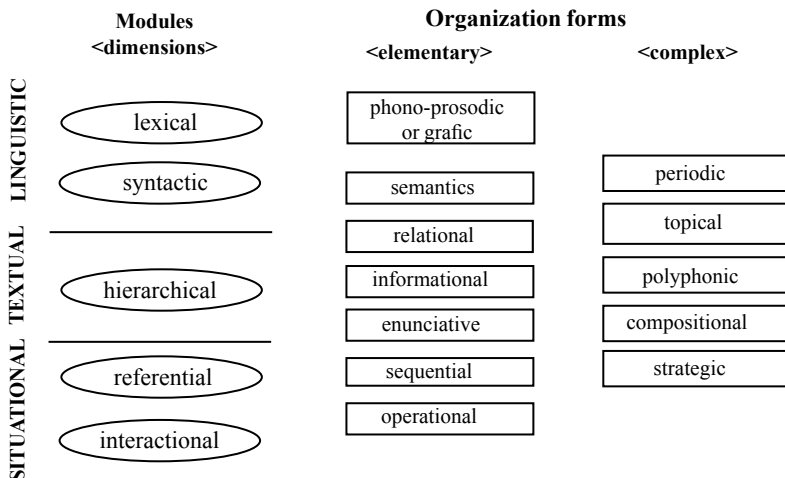 Modules
<dimensions>
Organization forms
<elementary>
<complex>
LINGUISTIC
TEXTUAL
SITUATIONAL
lexical
syntactic
hierarchical
referential
interactional
phono-prosodic
or grafic
semantics
relational
informational
enunciative
sequential
operational
periodic
topical
polyphonic
compositional
strategic